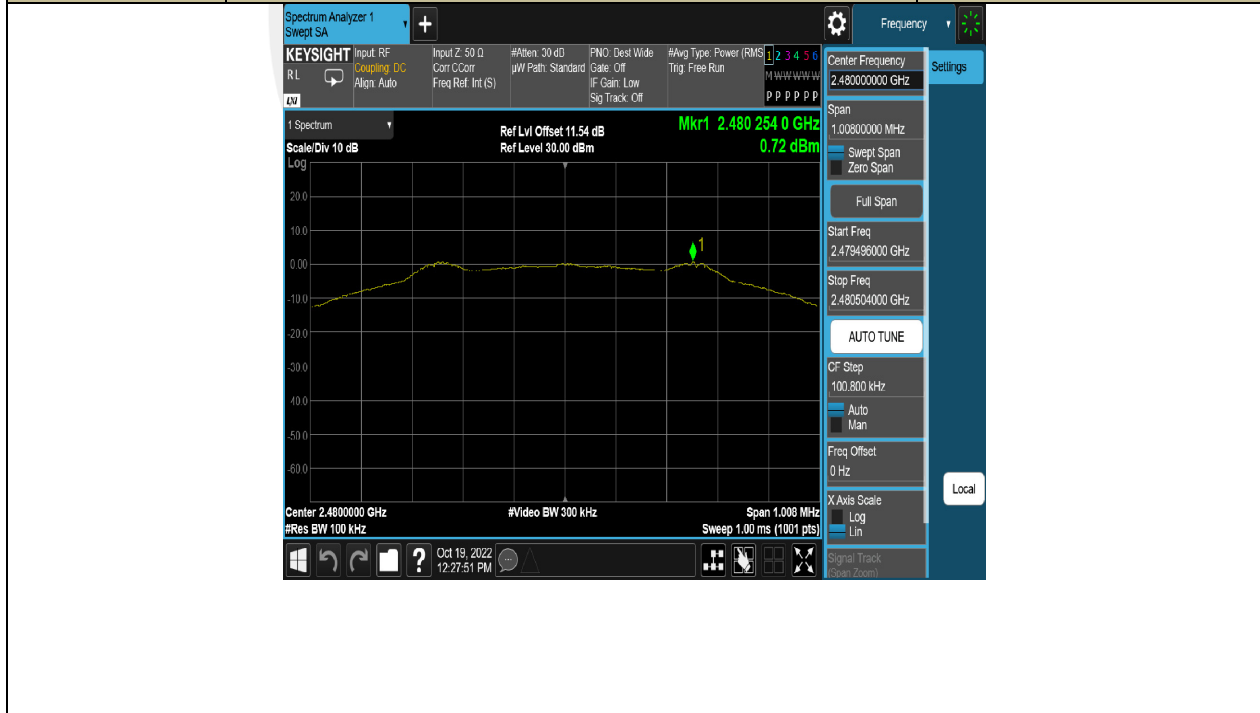 Spectrum Analyzer 1
Swept SA
+
Frequency
KEYSIGHT
RL
LXI
Input: RF
Coupling: DC
Align: Auto
Input Z: 50 Ω
Corr CCorr
Freq Ref: Int (S)
#Atten: 30 dB
µW Path: Standard
PNO: Best Wide
Gate: Off
IF Gain: Low
Sig Track: Off
#Avg Type: Power (RMS
Trig: Free Run
1 2 3 4 5 6
M W W W W W
P P P P P P
1 Spectrum
Scale/Div 10 dB
Ref Lvl Offset 11.54 dB
Ref Level 30.00 dBm
Mkr1 2.480 254 0 GHz
0.72 dBm
Log
20.0
10.0
0.00
-10.0
-20.0
-30.0
-40.0
-50.0
-60.0
1
Center 2.4800000 GHz
#Res BW 100 kHz
#Video BW 300 kHz
Span 1.008 MHz
Sweep 1.00 ms (1001 pts)
?
Oct 19, 2022
12:27:51 PM
Center Frequency
2.480000000 GHz
Span
1.00800000 MHz
Swept Span
Zero Span
Full Span
Start Freq
2.479496000 GHz
Stop Freq
2.480504000 GHz
AUTO TUNE
CF Step
100.800 kHz
Auto
Man
Freq Offset
0 Hz
X Axis Scale
Log
Lin
Signal Track
(Span Zoom)
Settings
Local